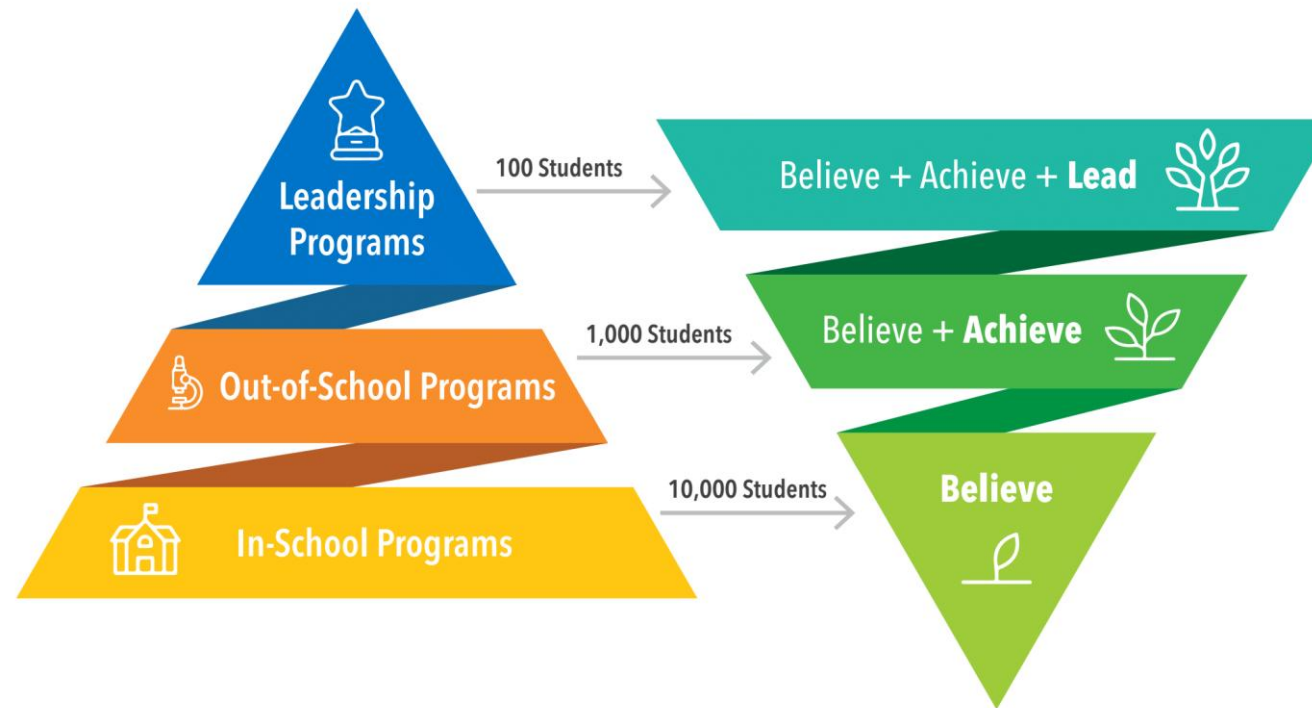 Leadership
Programs
100 Students
Believe + Achieve + Lead
Out-of-School Programs
1,000 Students
Believe + Achieve
In-School Programs
10,000 Students
Believe